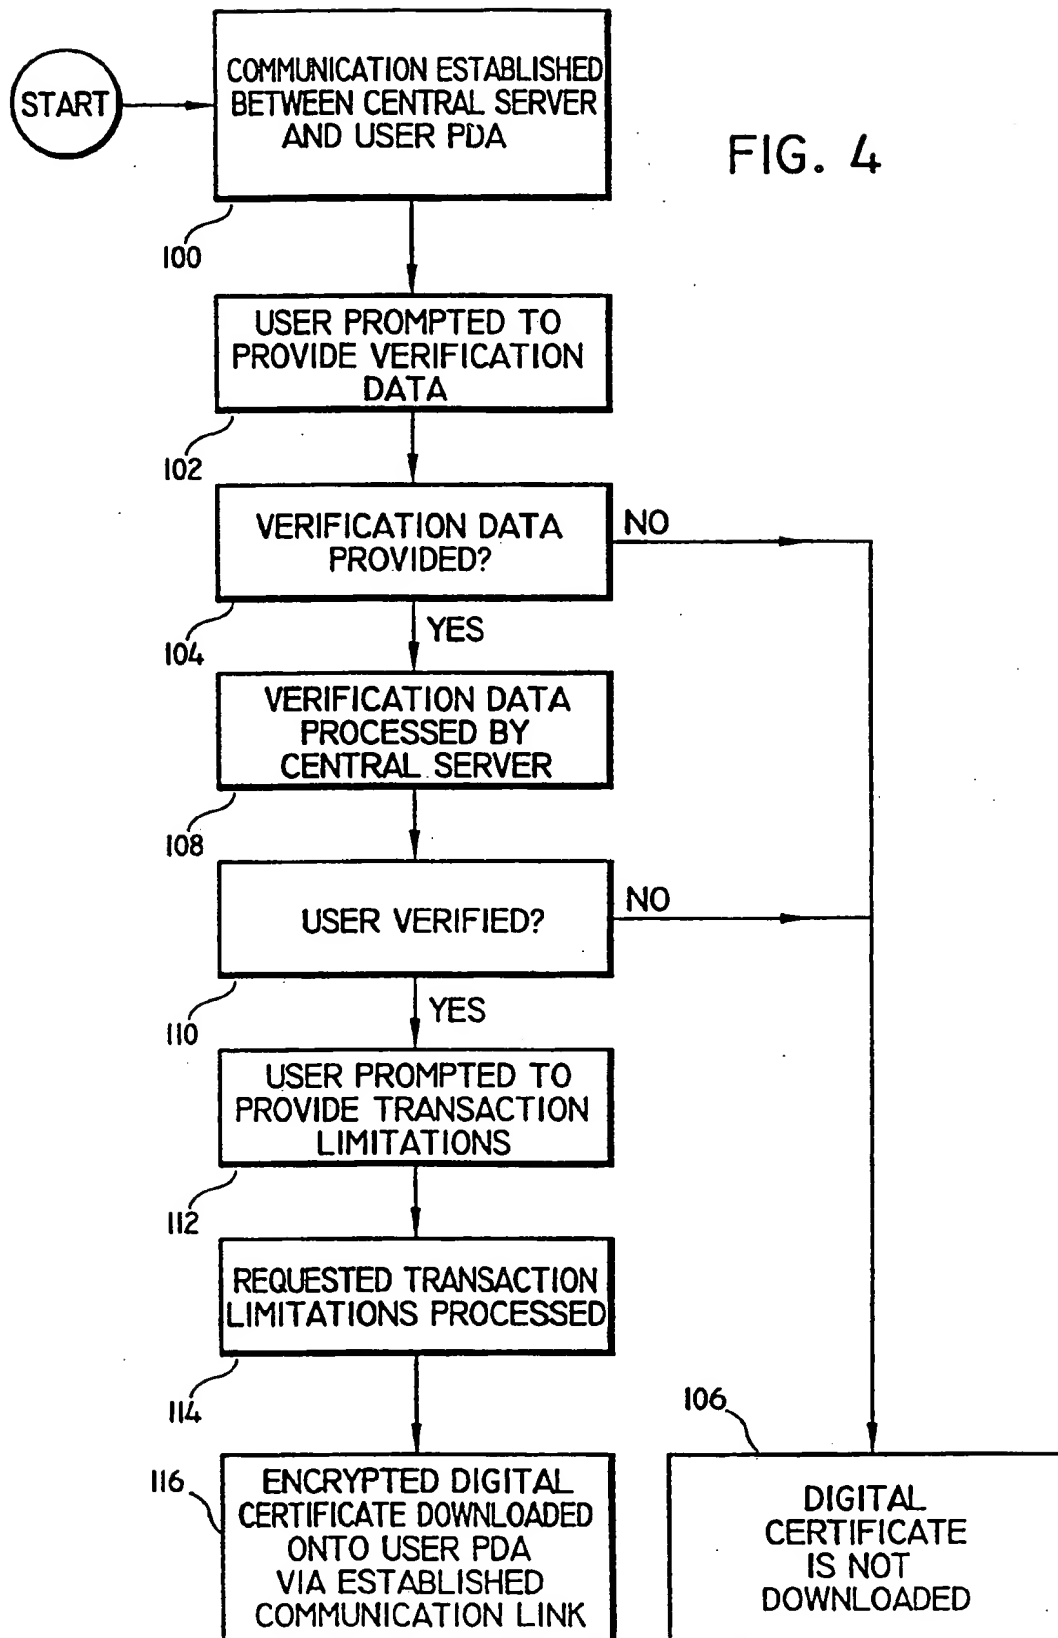 START
COMMUNICATION ESTABLISHED
BETWEEN CENTRAL SERVER
AND USER PDA
FIG. 4
100
USER PROMPTED TO
PROVIDE VERIFICATION
DATA
102
VERIFICATION DATA
PROVIDED?
NO
104
YES
VERIFICATION DATA
PROCESSED BY
CENTRAL SERVER
108
USER VERIFIED?
NO
110
YES
USER PROMPTED TO
PROVIDE TRANSACTION
LIMITATIONS
112
REQUESTED TRANSACTION
LIMITATIONS PROCESSED
114
106
116
ENCRYPTED DIGITAL
CERTIFICATE DOWNLOADED
ONTO USER PDA
VIA ESTABLISHED
COMMUNICATION LINK
DIGITAL
CERTIFICATE
IS NOT
DOWNLOADED